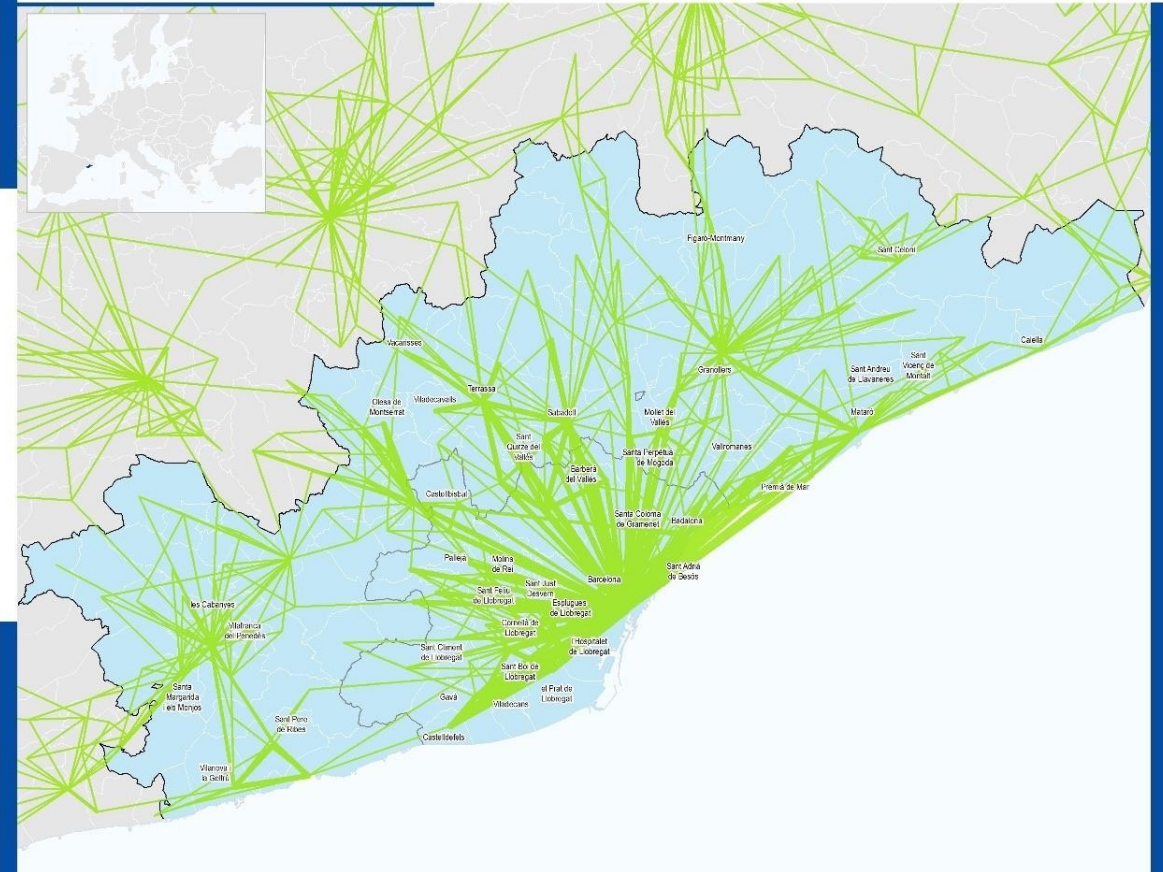 Figaro-Montmany
Sant Celoni
Calella
Vacarisses
Sant
Vicenç de
Montalt
Sant Andreu
de Llavaneres
Granollers
Terrassa
Olesa de
Montserrat
Viladecavalls
Sabadell
Mollet del
Vallès
Mataró
Sant
Quirze del
Vallès
Santa Perpètua
de Mogoda
Vallromanes
Barberà
del Vallès
Castellbisbal
Premià de Mar
Santa Coloma
de Gramenet
Badalona
Pallejà
Molins
de Rei
Sant Adrià
de Besòs
Sant Feliu
de Llobregat
Sant Just
Desvern
Barcelona
les Cabanyes
Esplugues
de Llobregat
Vilafranca
del Penedès
Cornellà de
Llobregat
l'Hospitalet
de Llobregat
Sant Climent
de Llobregat
Sant Boi de
Llobregat
Santa
Margarida
i els Monjos
Gavà
el Prat de
Llobregat
Viladecans
Sant Pere
de Ribes
Castelldefels
Vilanova i
la Geltrú